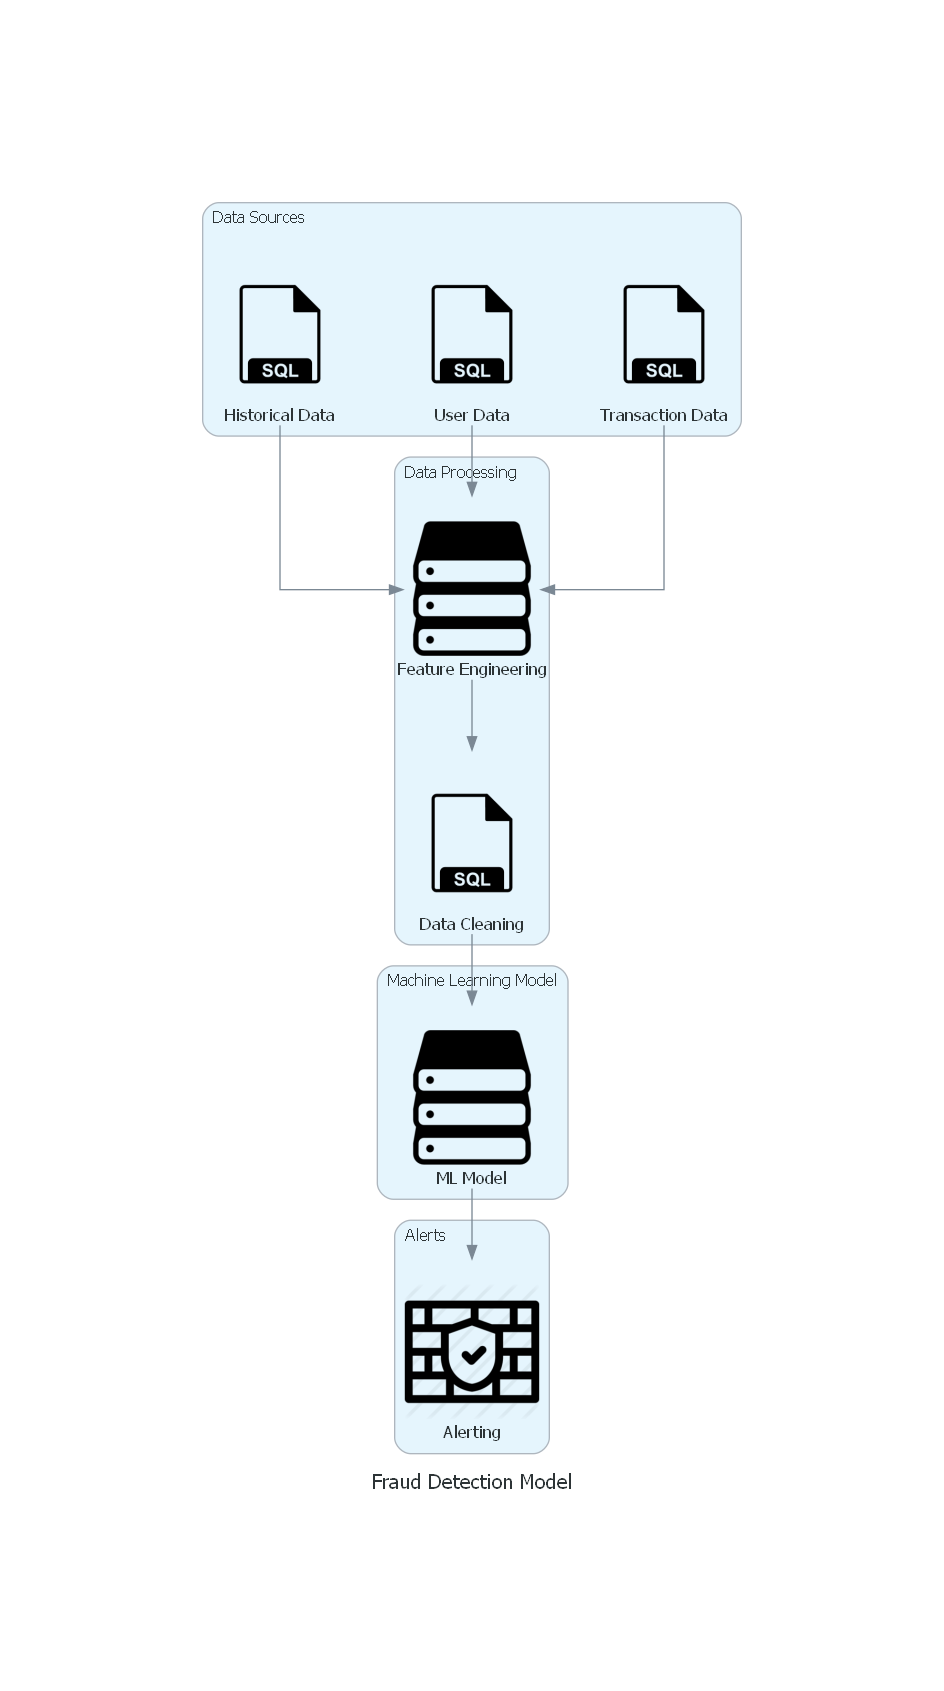 Data Sources
SQL SQL SQL
Historical Data User Data Transaction Data
Data Processing
Feature Engineering
SQL
Data Cleaning
Machine Learning Model
ML Model
Alerts
Alerting
Fraud Detection Model